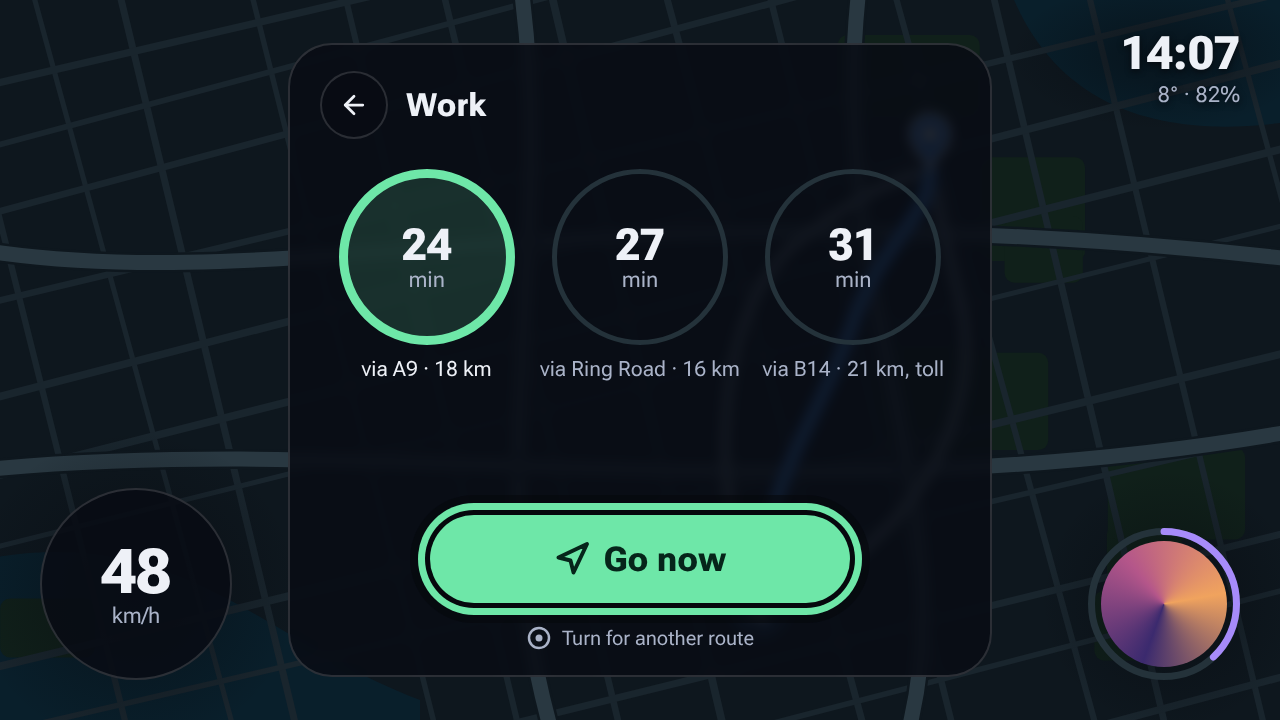 14:07
8° · 82%
Work
24
min
via A9 · 18 km
27
min
via Ring Road · 16 km
31
min
via B14 · 21 km, toll
48
km/h
Go now
Turn for another route